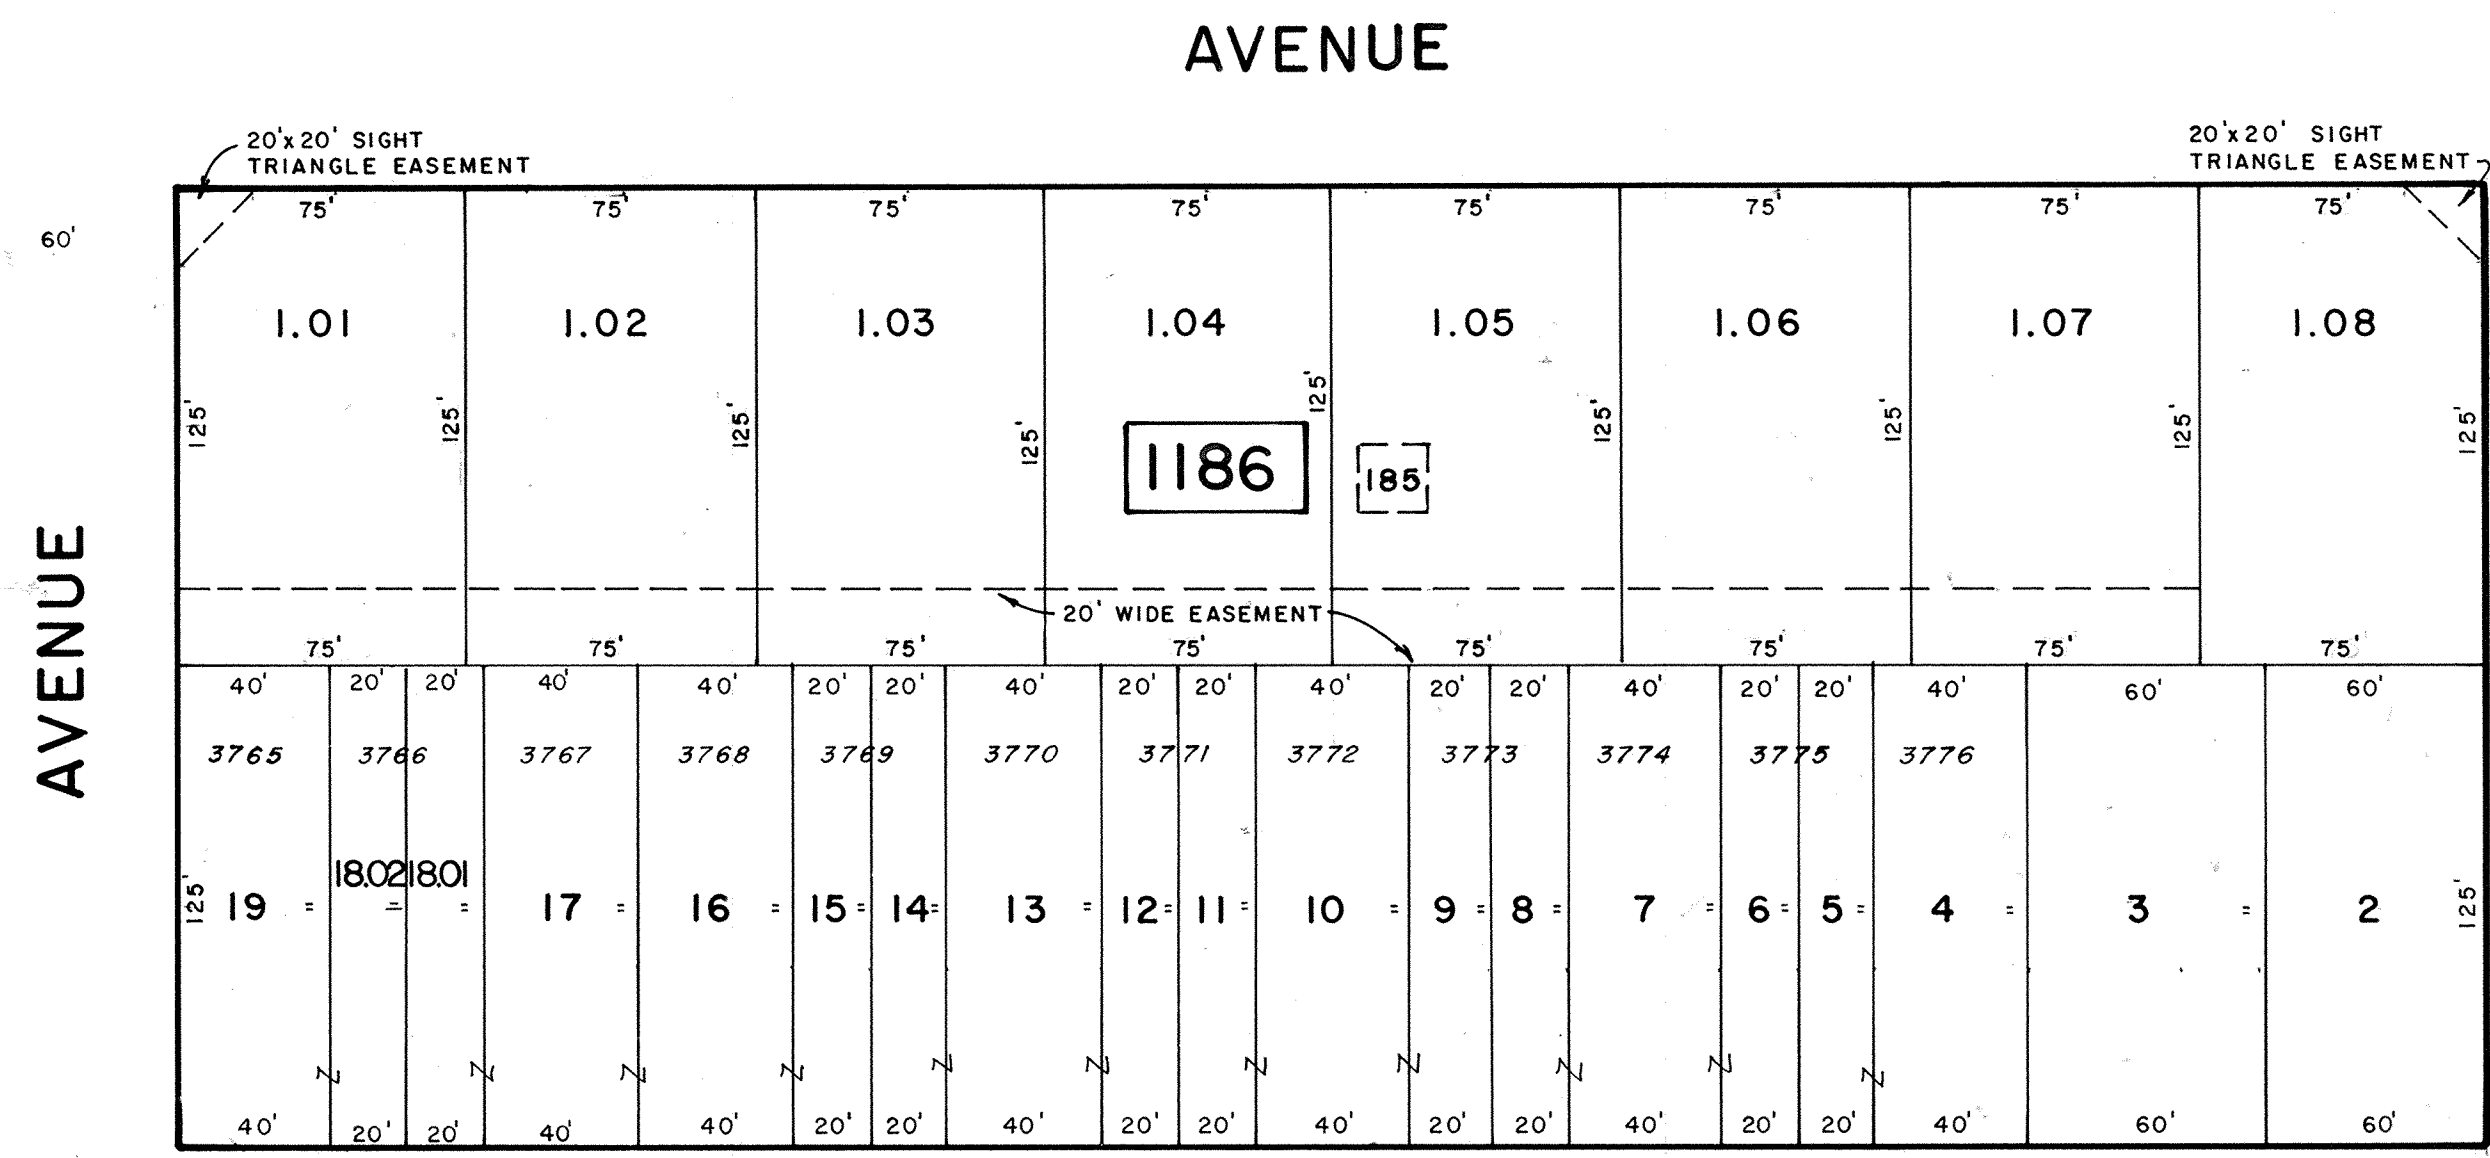 AVENUE
20'x20' SIGHT
TRIANGLE EASEMENT
20'x20' SIGHT
TRIANGLE EASEMENT
75' 75' 75' 75' 75' 75' 75' 75'
60'
1.01 1.02 1.03 1.04 1.05 1.06 1.07 1.08
125' 125' 125' 125' 125' 125' 125' 125' 125'
1186 185
AVENUE
20' WIDE EASEMENT
75' 75' 75' 75' 75' 75' 75' 75'
40' 20' 20' 40' 40' 20' 20' 40' 20' 20' 40' 20' 20' 40' 20' 20' 40' 60' 60'
3765 3766 3767 3768 3769 3770 3771 3772 3773 3774 3775 3776
18.02 18.01
125' 19 = = = 17 = 16 = 15 = 14 = 13 = 12 = 11 = 10 = 9 = 8 = 7 = 6 = 5 = 4 = 3 = 2 125'
Z Z Z Z Z Z Z Z Z Z Z
40' 20' 20' 40' 40' 20' 20' 40' 20' 20' 40' 20' 20' 40' 20' 20' 40' 60' 60'